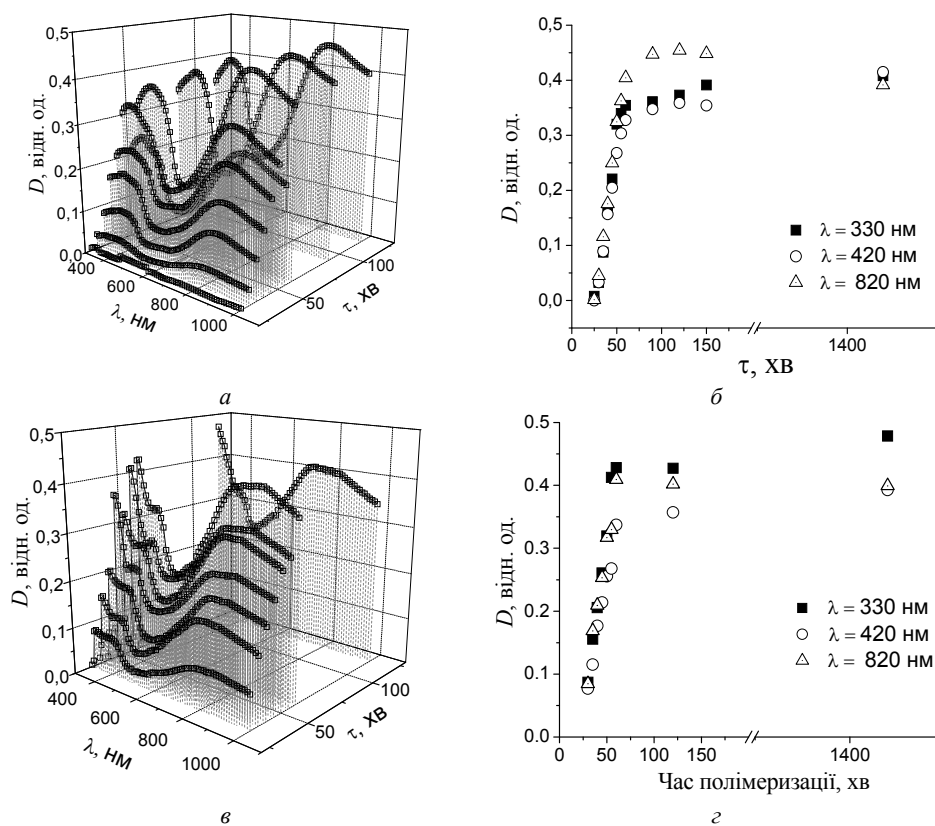 0,5
0,4
0,3
0,2
0,1
0,0
D, відн. од.
400
600
800
1000
λ, нм
50
100
τ, хв
а
0,5
0,4
0,3
0,2
0,1
0,0
D, відн. од.
λ = 330 нм
λ = 420 нм
λ = 820 нм
0 50 100 150 1400
τ, хв
б
0,5
0,4
0,3
0,2
0,1
0,0
D, відн. од.
400
600
800
1000
λ, нм
50
100
τ, хв
в
0.5
0.4
0.3
0.2
0.1
0.0
D, відн. од.
λ = 330 нм
λ = 420 нм
λ = 820 нм
0 50 100 150 1400
Час полімеризації, хв
г